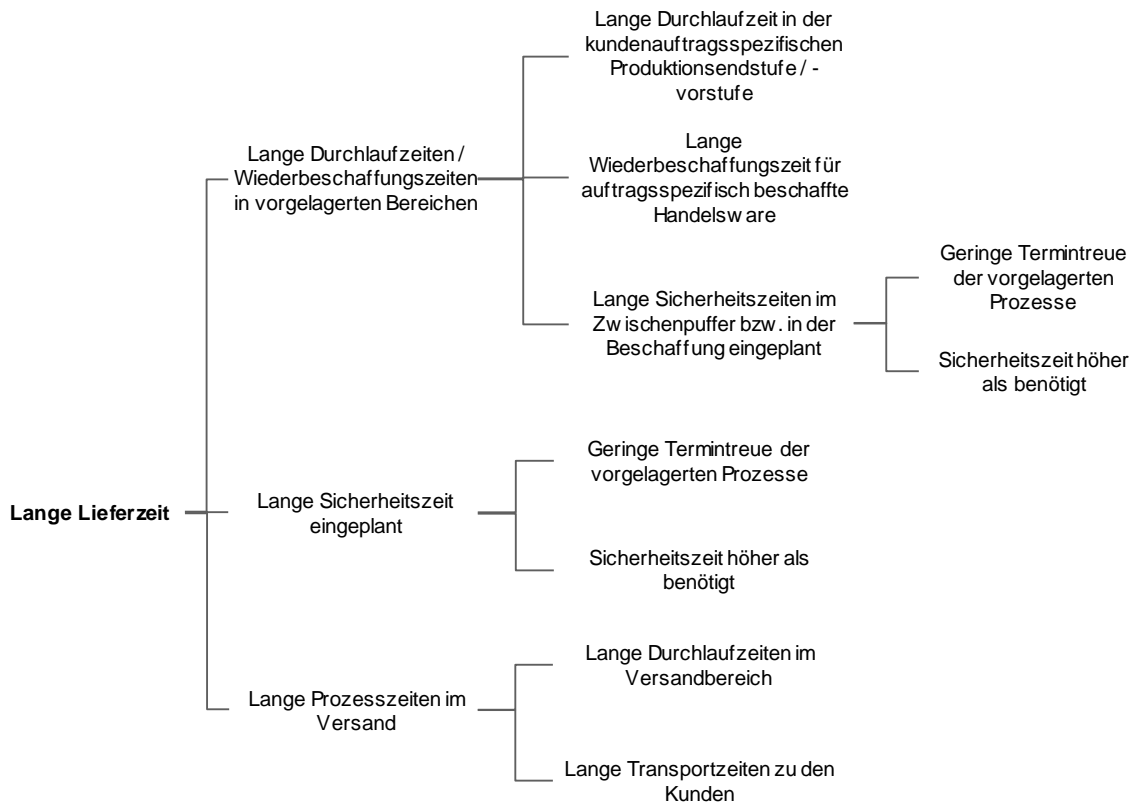 Lange Durchlaufzeit in der
kundenauftragsspezifischen
Produktionsendstufe / -
vorstufe
Lange Durchlaufzeiten /
Wiederbeschaffungszeiten
in vorgelagerten Bereichen
Lange
Wiederbeschaffungszeit für
auftragsspezifisch beschaffte
Handelsware
Lange Sicherheitszeiten im
Zwischenpuffer bzw. in der
Beschaffung eingeplant
Geringe Termintreue
der vorgelagerten
Prozesse
Sicherheitszeit höher
als benötigt
Lange Lieferzeit
Lange Sicherheitszeit
eingeplant
Geringe Termintreue der
vorgelagerten Prozesse
Sicherheitszeit höher als
benötigt
Lange Prozesszeiten im
Versand
Lange Durchlaufzeiten im
Versandbereich
Lange Transportzeiten zu den
Kunden